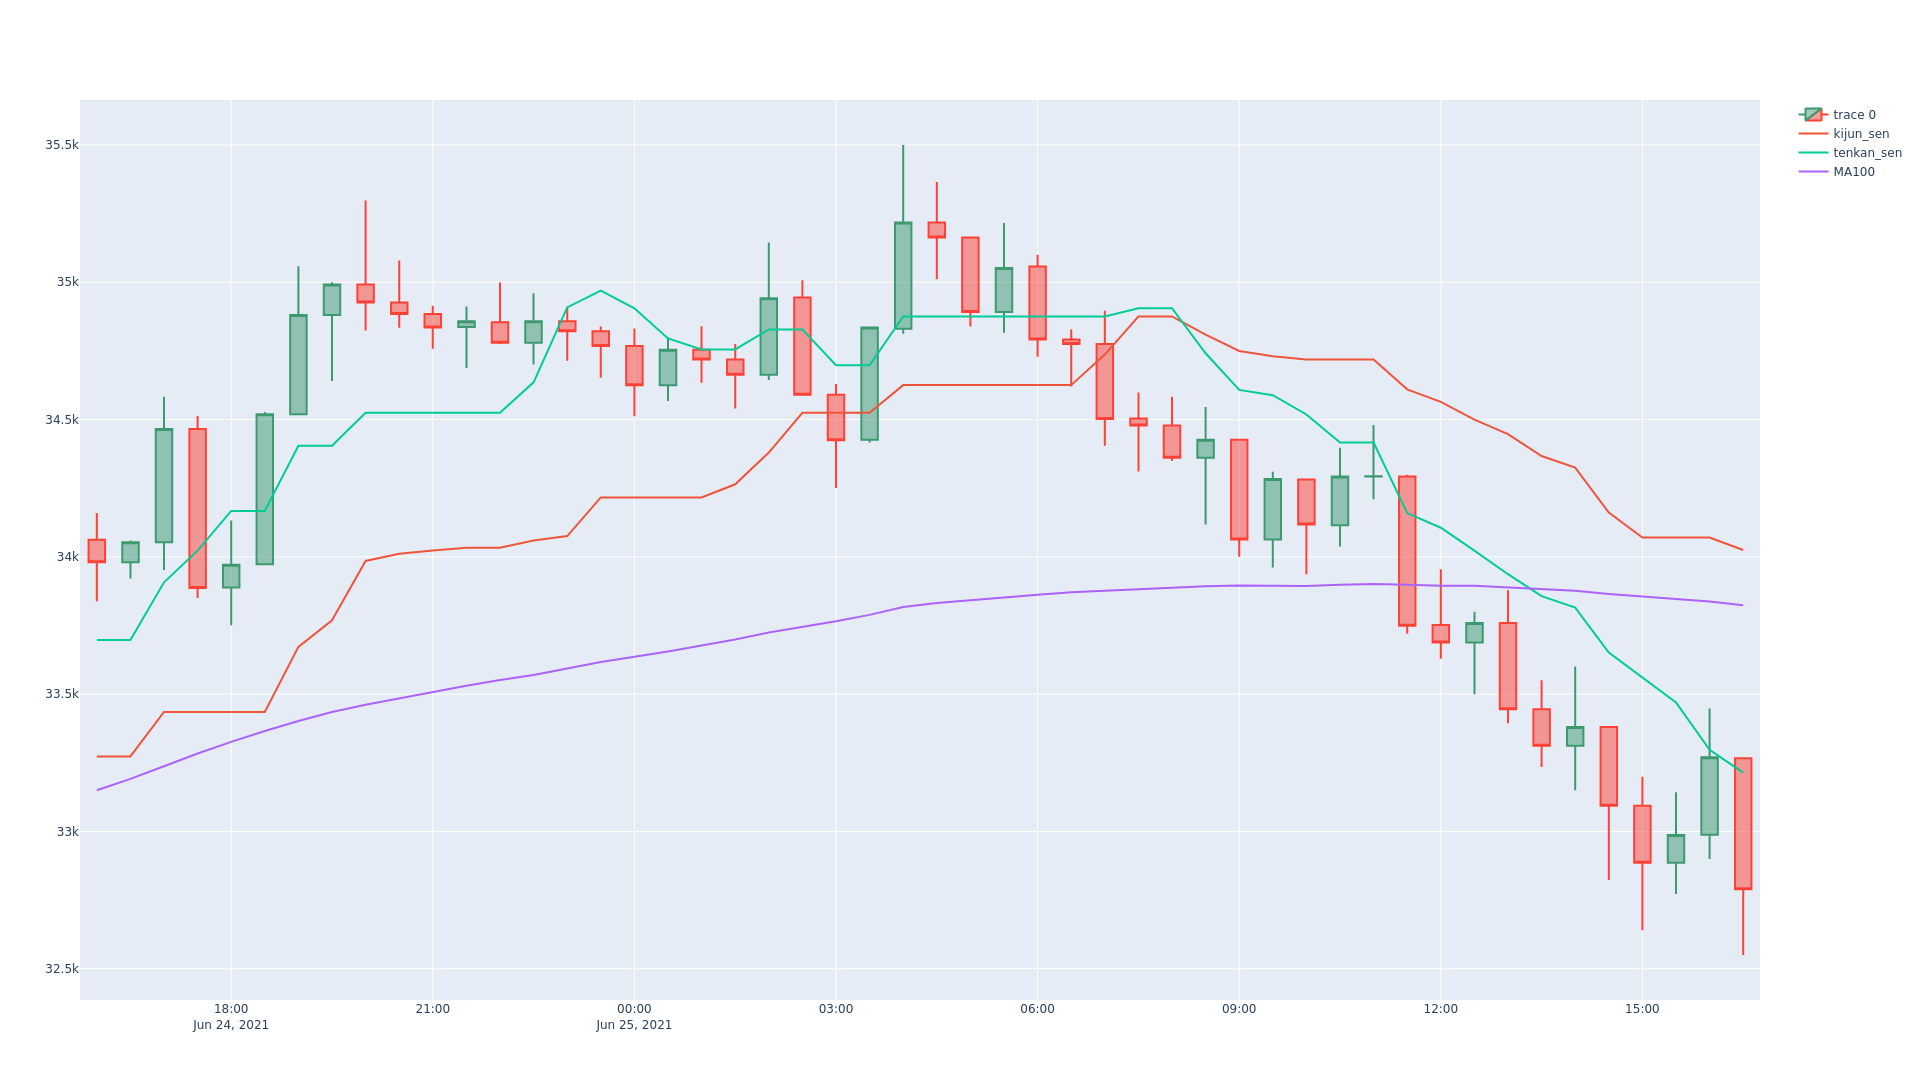 35.5k
35k
34.5k
34k
33.5k
33k
32.5k
18:00
Jun 24, 2021
21:00
00:00
Jun 25, 2021
03:00
06:00
09:00
12:00
15:00
trace 0
kijun_sen
tenkan_sen
MA100